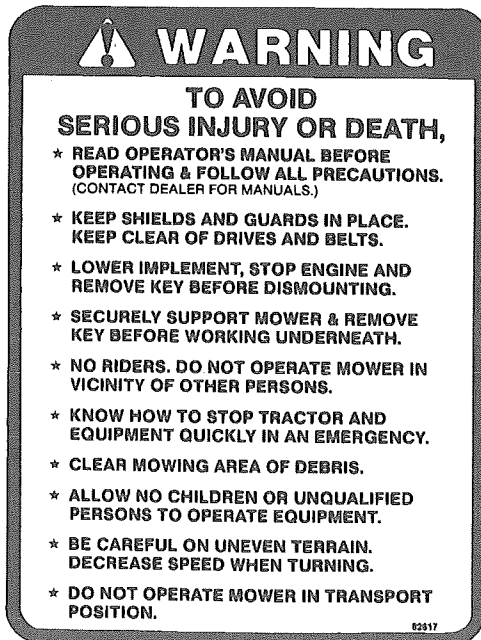 WARNING
TO AVOID
SERIOUS INJURY OR DEATH,
★ READ OPERATOR'S MANUAL BEFORE
OPERATING & FOLLOW ALL PRECAUTIONS.
(CONTACT DEALER FOR MANUALS.)
★ KEEP SHIELDS AND GUARDS IN PLACE.
KEEP CLEAR OF DRIVES AND BELTS.
★ LOWER IMPLEMENT, STOP ENGINE AND
REMOVE KEY BEFORE DISMOUNTING.
★ SECURELY SUPPORT MOWER & REMOVE
KEY BEFORE WORKING UNDERNEATH.
★ NO RIDERS. DO NOT OPERATE MOWER IN
VICINITY OF OTHER PERSONS.
★ KNOW HOW TO STOP TRACTOR AND
EQUIPMENT QUICKLY IN AN EMERGENCY.
★ CLEAR MOWING AREA OF DEBRIS.
★ ALLOW NO CHILDREN OR UNQUALIFIED
PERSONS TO OPERATE EQUIPMENT.
★ BE CAREFUL ON UNEVEN TERRAIN.
DECREASE SPEED WHEN TURNING.
★ DO NOT OPERATE MOWER IN TRANSPORT
POSITION.
02617